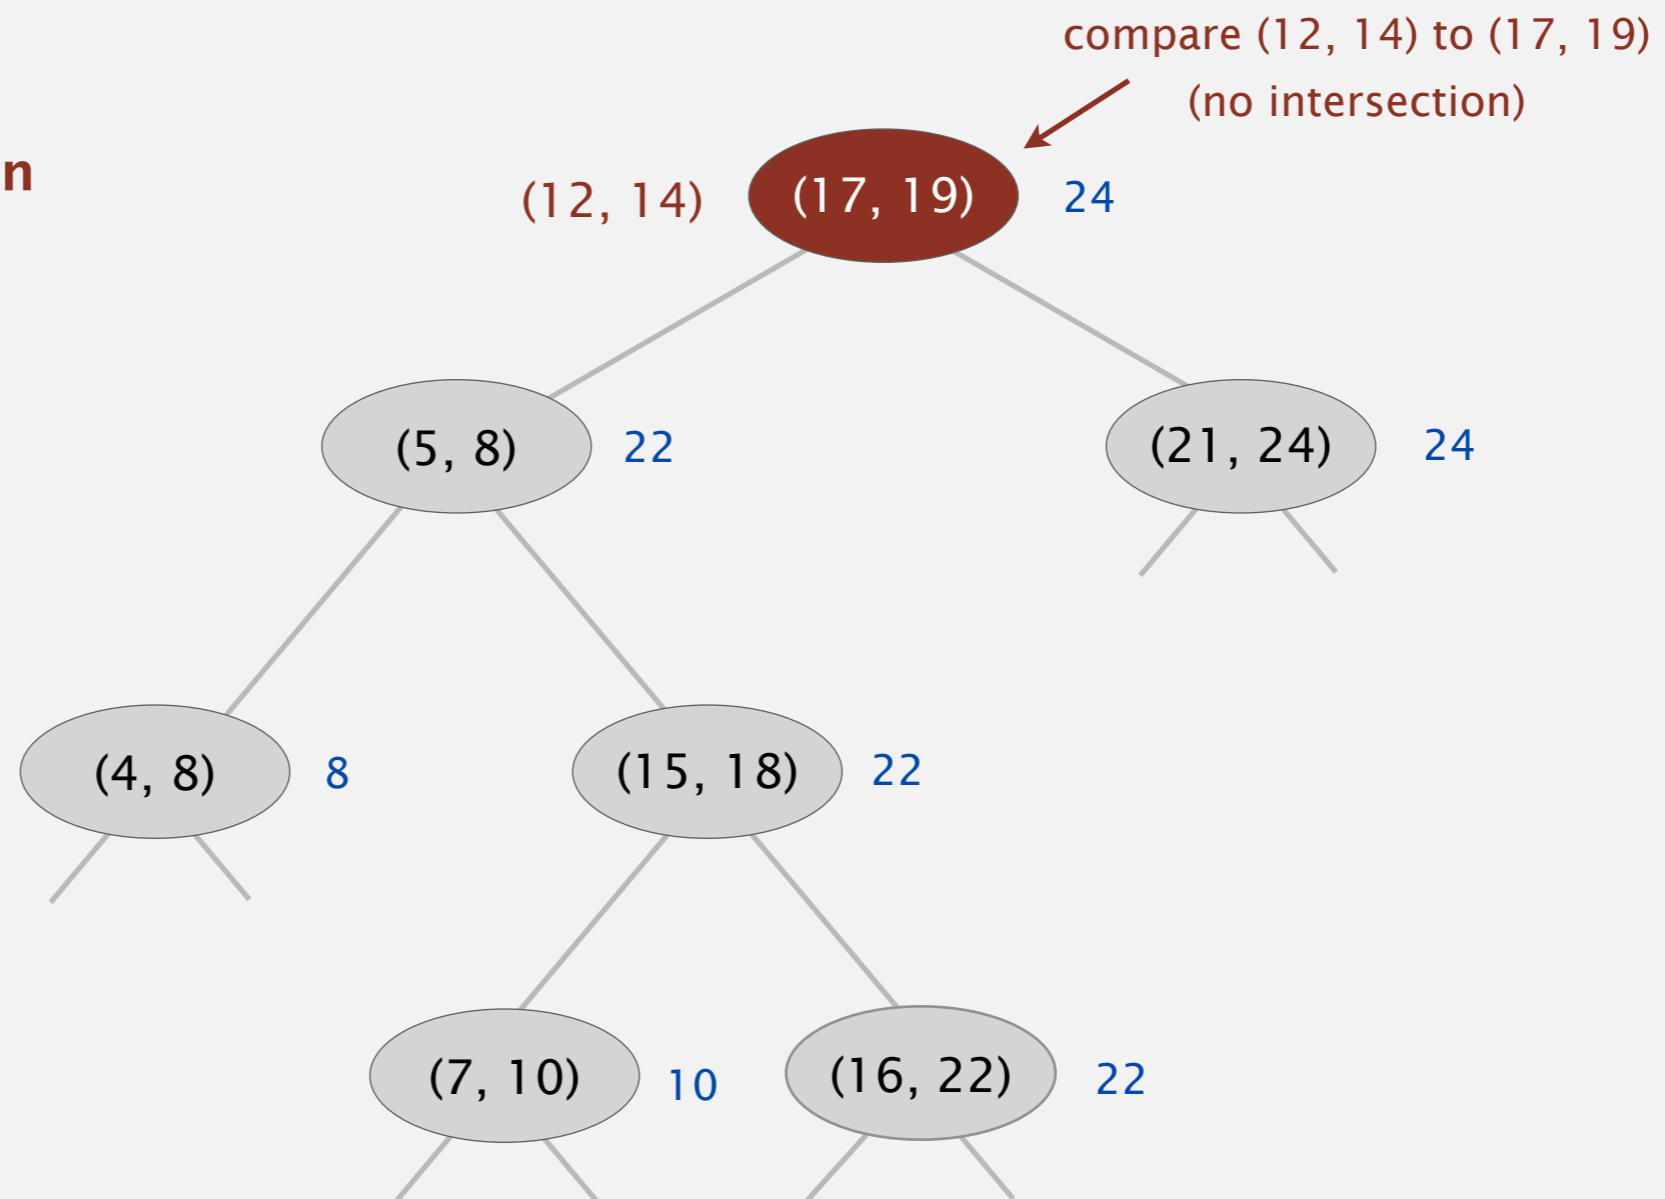 compare (12, 14) to (17, 19)
(no intersection)
n
(12, 14) (17, 19) 24
(5, 8) 22 (21, 24) 24
(4, 8) 8 (15, 18) 22
(7, 10) 10 (16, 22) 22